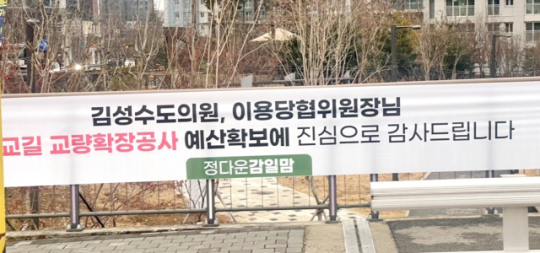 김성수도의원, 이용당협위원장님
교길 교량확장공사 예산확보에 진심으로 감사드립니다
정다운감일맘